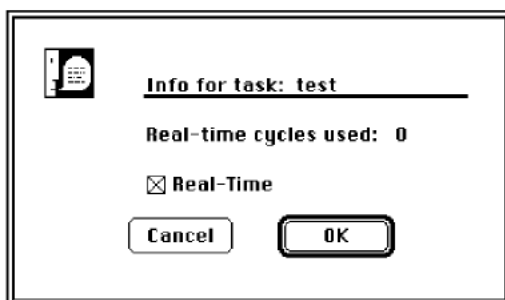 Info for task: test
Real-time cycles used: 0
Real-Time
Cancel OK